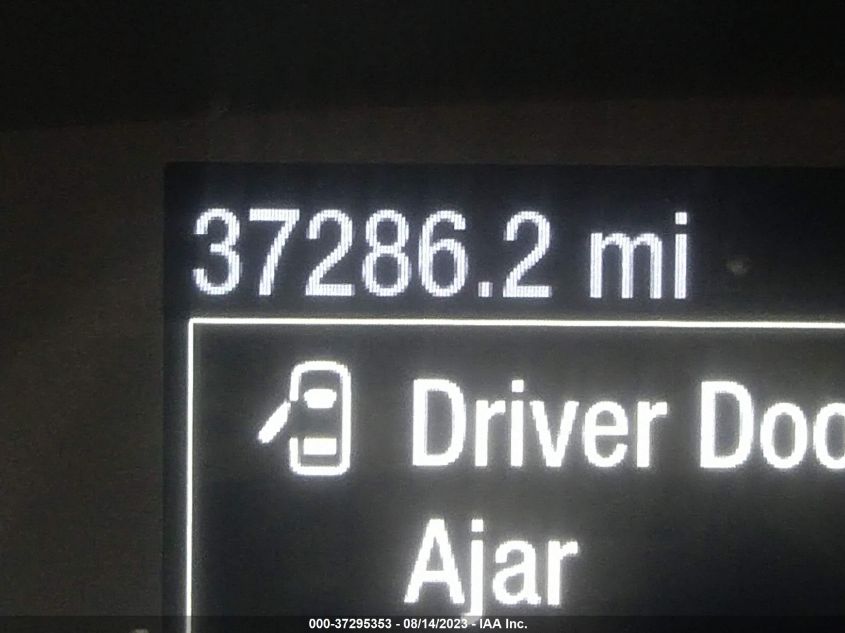 37286.2 mi
Driver Doo
Ajar
000-37295353 - 08/14/2023 - IAA Inc.